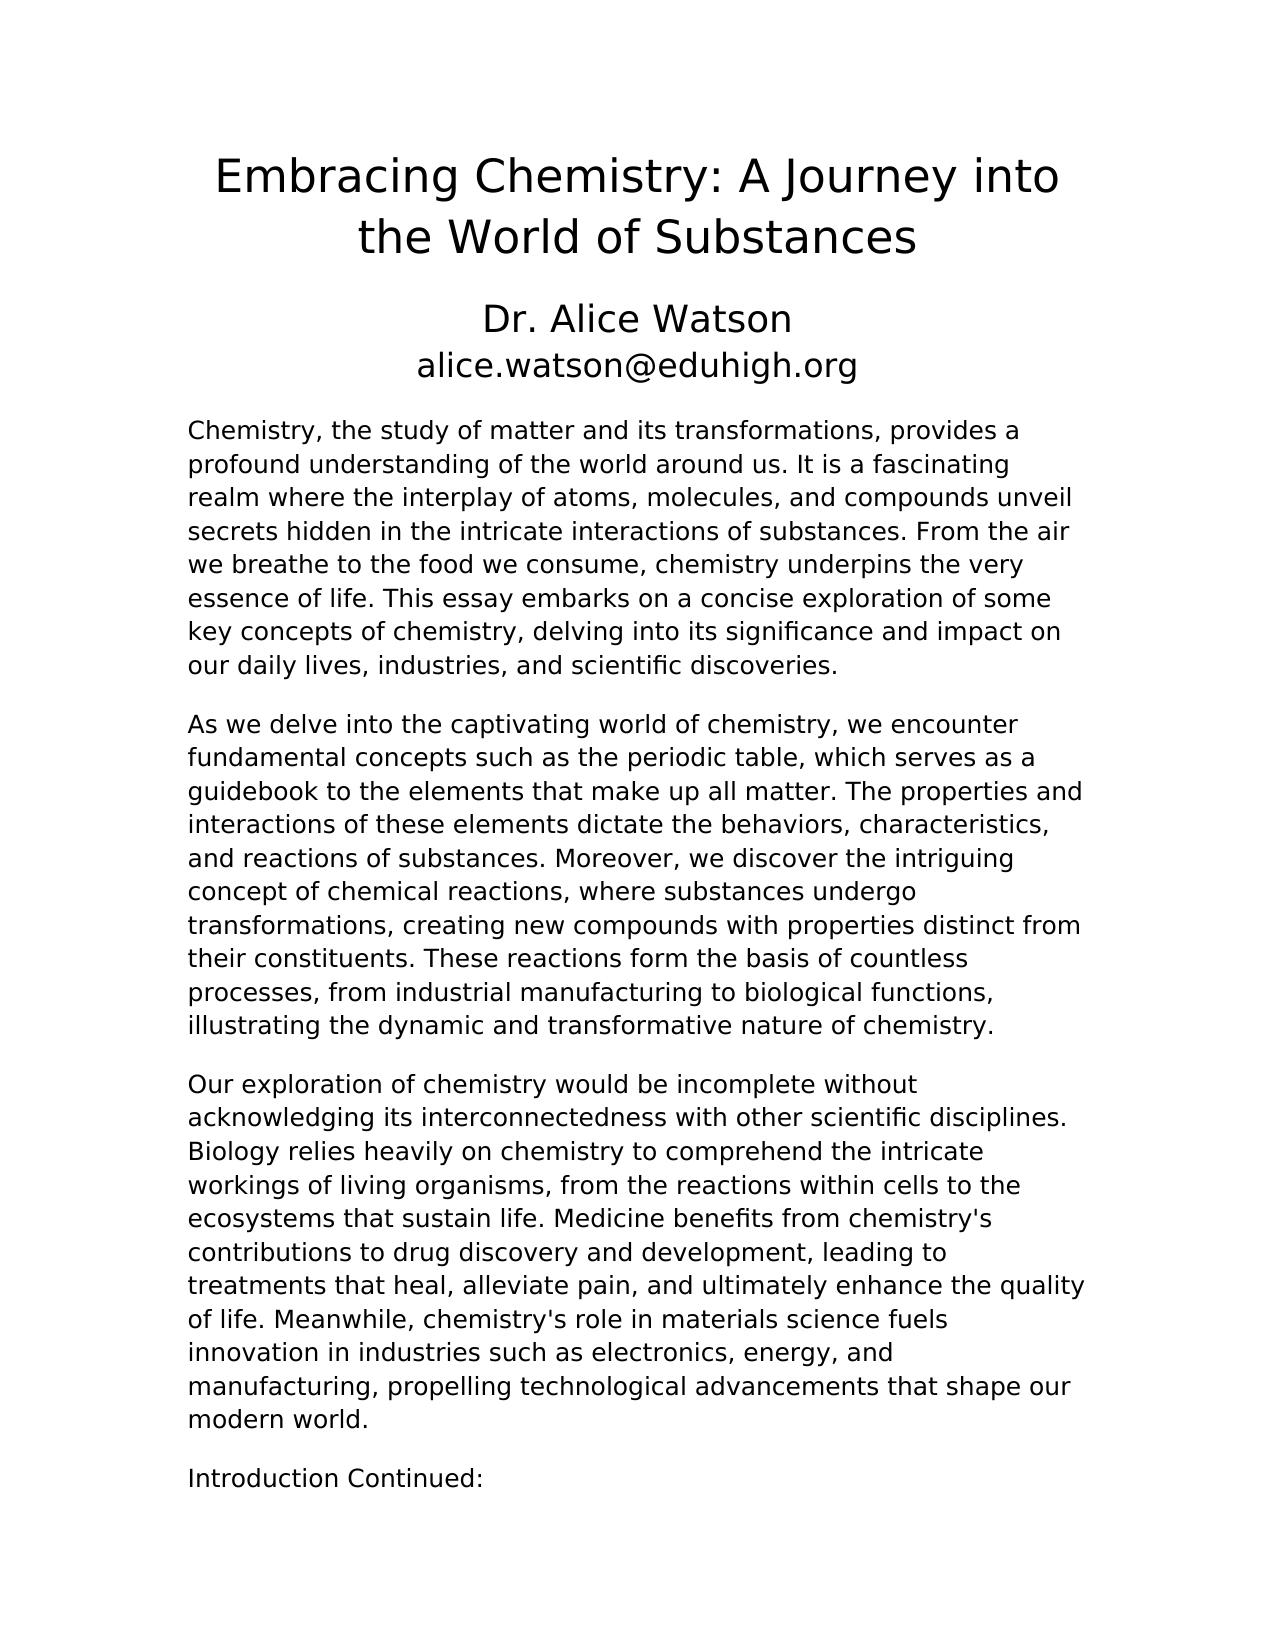 Embracing Chemistry: A Journey into
the World of Substances
Dr. Alice Watson
alice.watson@eduhigh.org
Chemistry, the study of matter and its transformations, provides a
profound understanding of the world around us. It is a fascinating
realm where the interplay of atoms, molecules, and compounds unveil
secrets hidden in the intricate interactions of substances. From the air
we breathe to the food we consume, chemistry underpins the very
essence of life. This essay embarks on a concise exploration of some
key concepts of chemistry, delving into its significance and impact on
our daily lives, industries, and scientific discoveries.
As we delve into the captivating world of chemistry, we encounter
fundamental concepts such as the periodic table, which serves as a
guidebook to the elements that make up all matter. The properties and
interactions of these elements dictate the behaviors, characteristics,
and reactions of substances. Moreover, we discover the intriguing
concept of chemical reactions, where substances undergo
transformations, creating new compounds with properties distinct from
their constituents. These reactions form the basis of countless
processes, from industrial manufacturing to biological functions,
illustrating the dynamic and transformative nature of chemistry.
Our exploration of chemistry would be incomplete without
acknowledging its interconnectedness with other scientific disciplines.
Biology relies heavily on chemistry to comprehend the intricate
workings of living organisms, from the reactions within cells to the
ecosystems that sustain life. Medicine benefits from chemistry's
contributions to drug discovery and development, leading to
treatments that heal, alleviate pain, and ultimately enhance the quality
of life. Meanwhile, chemistry's role in materials science fuels
innovation in industries such as electronics, energy, and
manufacturing, propelling technological advancements that shape our
modern world.
Introduction Continued: